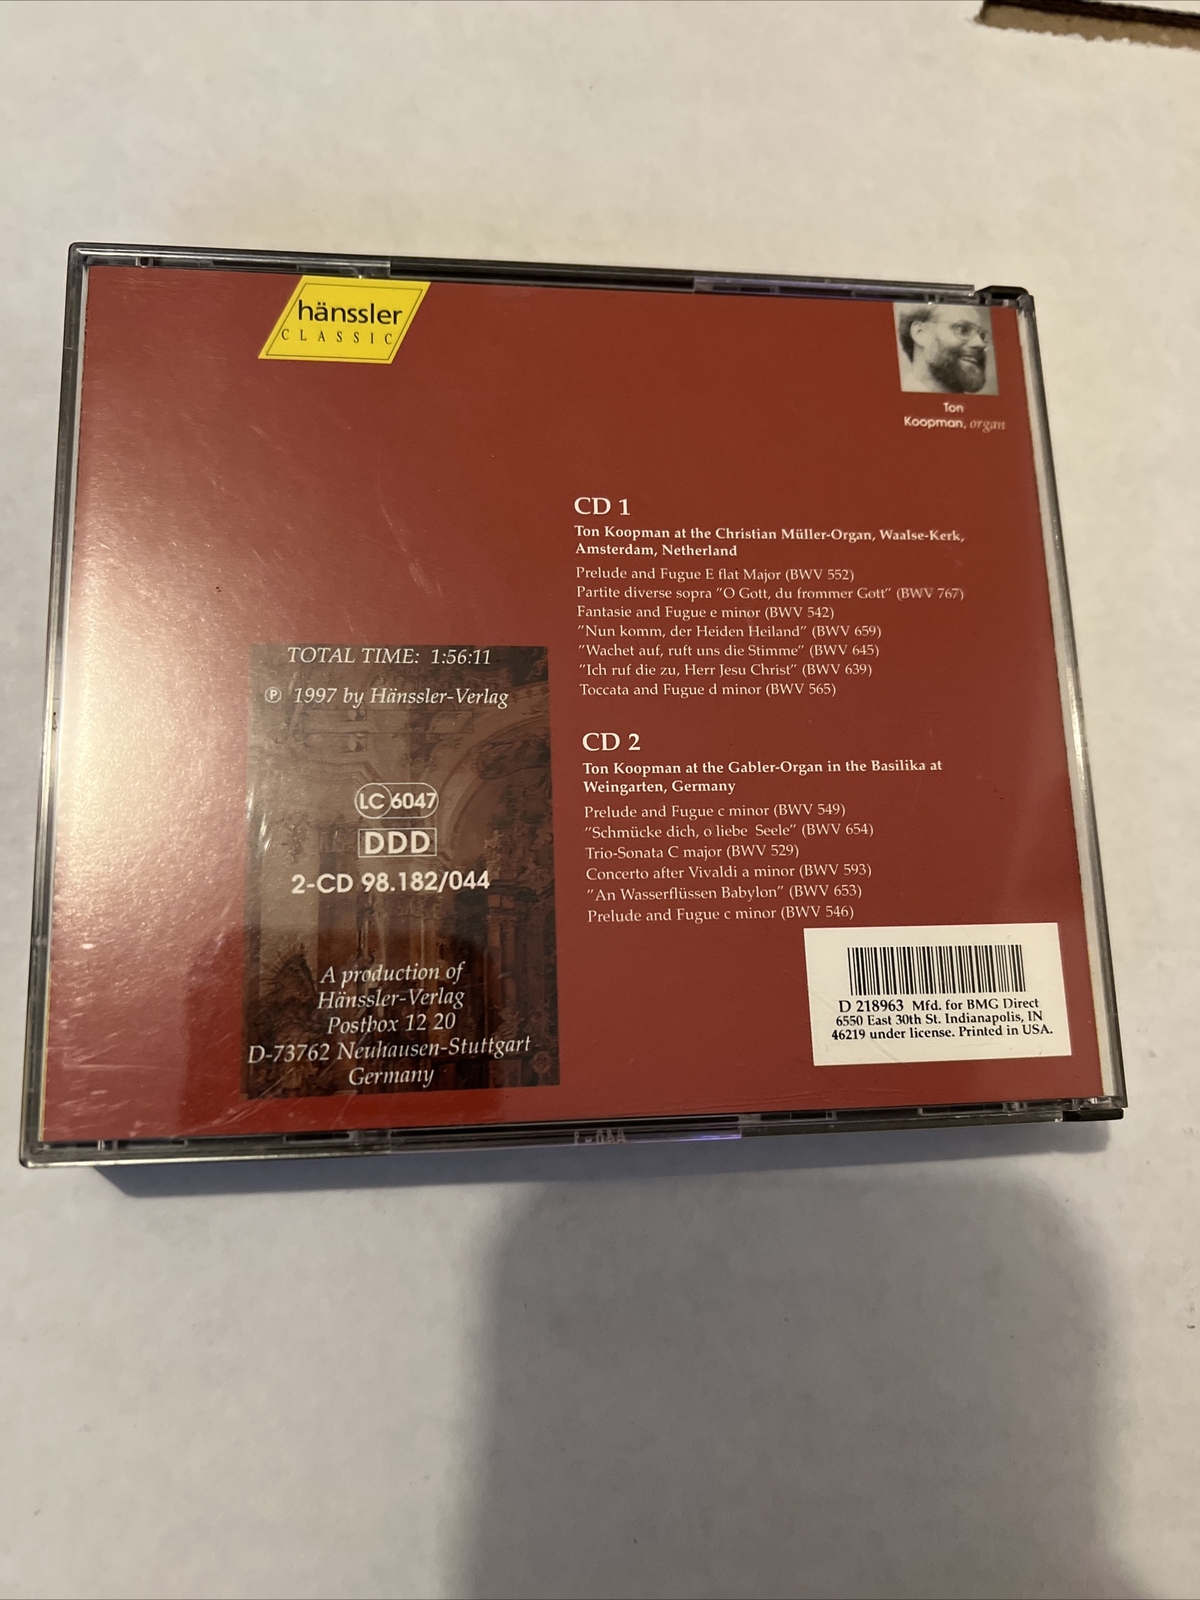 hänssler
CLASSIC
Ton
Koopman, organ
CD 1
Ton Koopman at the Christian Müller-Organ, Waalse-Kerk,
Amsterdam, Netherland
Prelude and Fugue E flat Major (BWV 552)
Partite diverse sopra "O Gott, du frommer Gott" (BWV 767)
Fantasie and Fugue e minor (BWV 542)
"Nun komm, der Heiden Heiland" (BWV 659)
"Wachet auf, ruft uns die Stimme" (BWV 645)
"Ich ruf die zu, Herr Jesu Christ" (BWV 639)
Toccata and Fugue d minor (BWV 565)
CD 2
Ton Koopman at the Gabler-Organ in the Basilika at
Weingarten, Germany
Prelude and Fugue c minor (BWV 549)
"Schmücke dich, o liebe Seele" (BWV 654)
Trio-Sonata C major (BWV 529)
Concerto after Vivaldi a minor (BWV 593)
"An Wasserflüssen Babylon" (BWV 653)
Prelude and Fugue c minor (BWV 546)
TOTAL TIME: 1:56:11
℗ 1997 by Hänssler-Verlag
LC 6047
DDD
2-CD 98.182/044
A production of
Hänssler-Verlag
Postbox 12 20
D-73762 Neuhausen-Stuttgart
Germany
D 218963 Mfd. for BMG Direct
6550 East 30th St. Indianapolis, IN
46219 under license. Printed in USA.